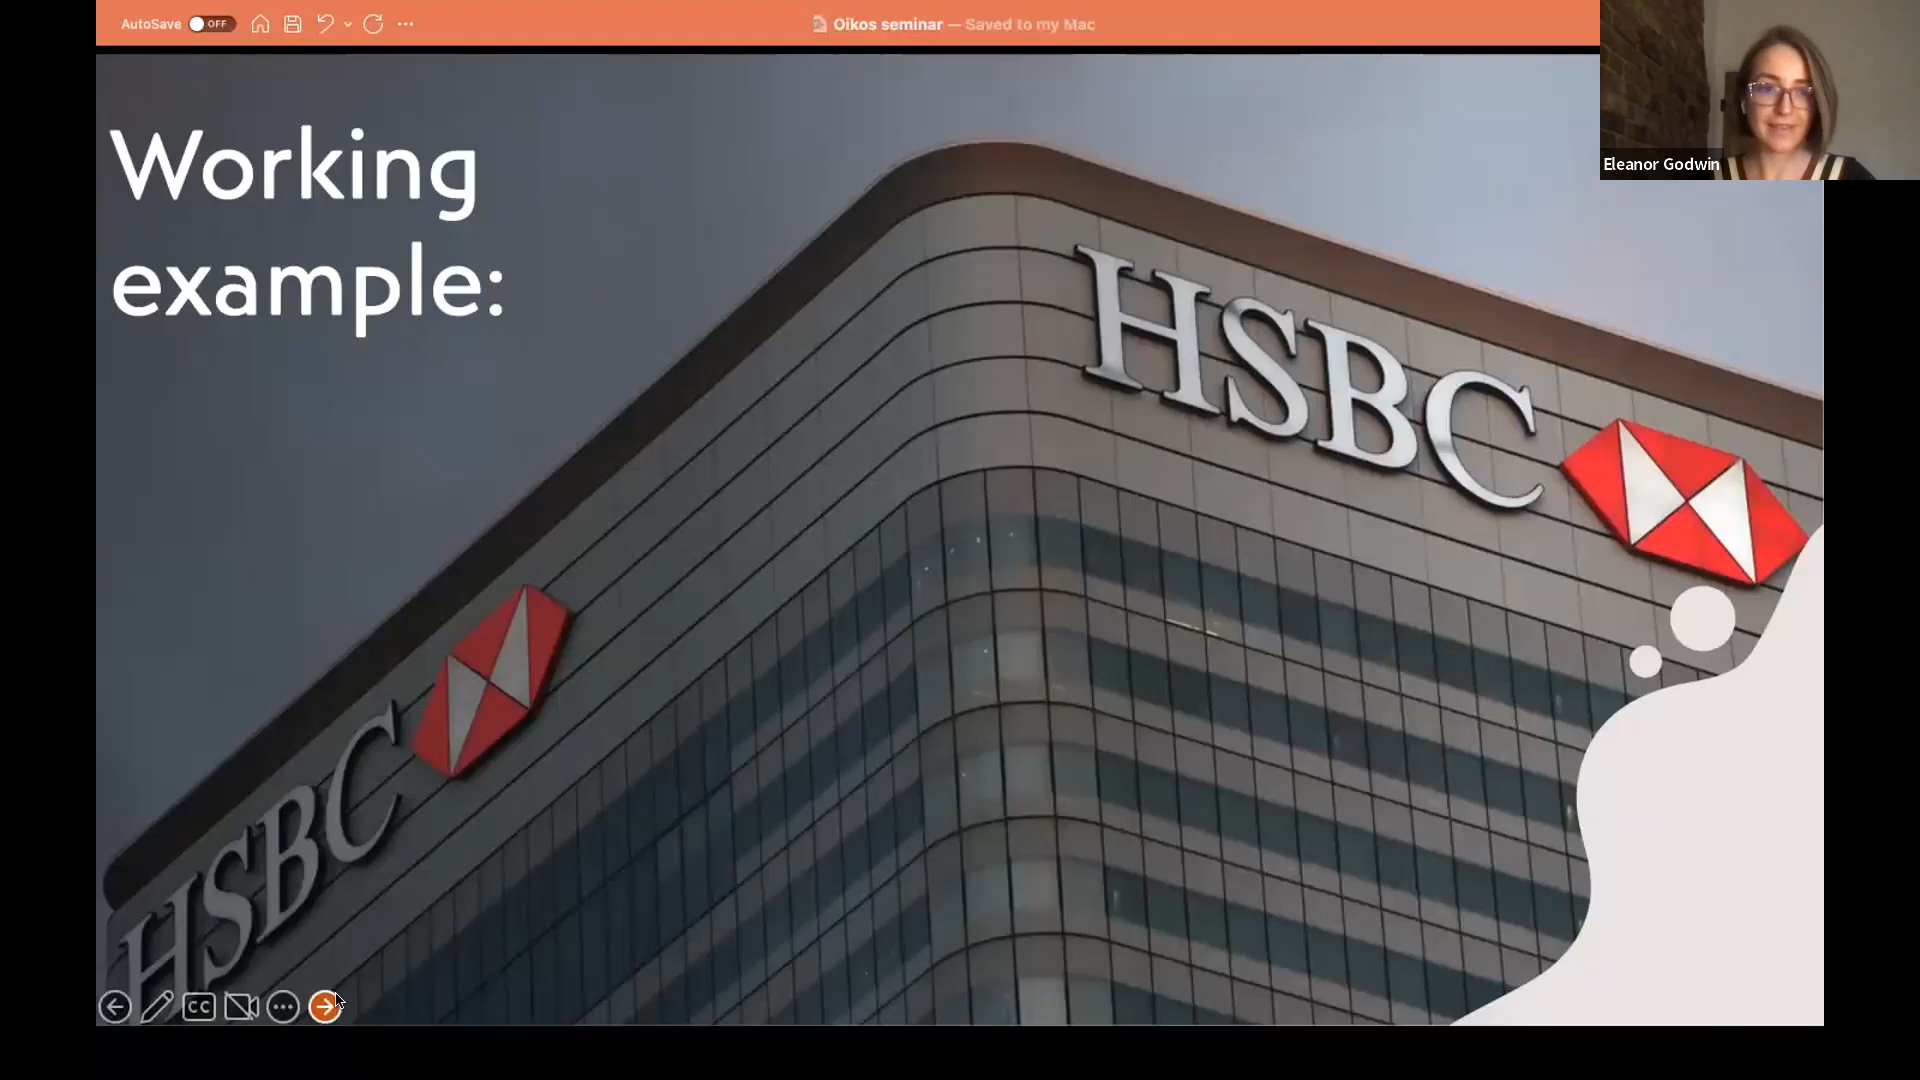 AutoSave OFF
Oikos seminar — Saved to my Mac
Eleanor Godwin
Working
example:
HSBC
HSBC
CC